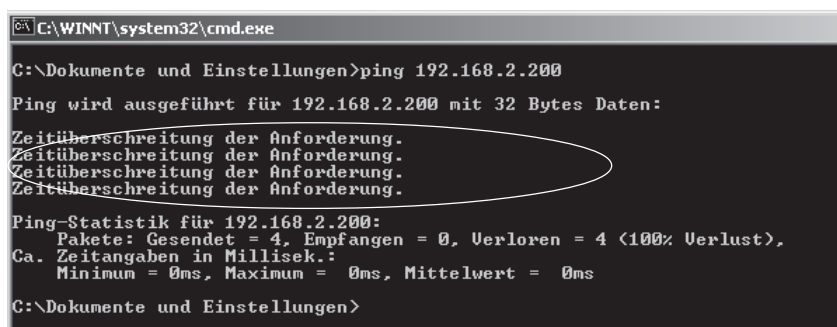 C:\WINNT\system32\cmd.exe
C:\Dokumente und Einstellungen>ping 192.168.2.200
Ping wird ausgeführt für 192.168.2.200 mit 32 Bytes Daten:
Zeitüberschreitung der Anforderung.
Zeitüberschreitung der Anforderung.
Zeitüberschreitung der Anforderung.
Zeitüberschreitung der Anforderung.
Ping-Statistik für 192.168.2.200:
Pakete: Gesendet = 4, Empfangen = 0, Verloren = 4 (100% Verlust),
Ca. Zeitangaben in Millisek.:
Minimum = 0ms, Maximum =  0ms, Mittelwert =  0ms
C:\Dokumente und Einstellungen>